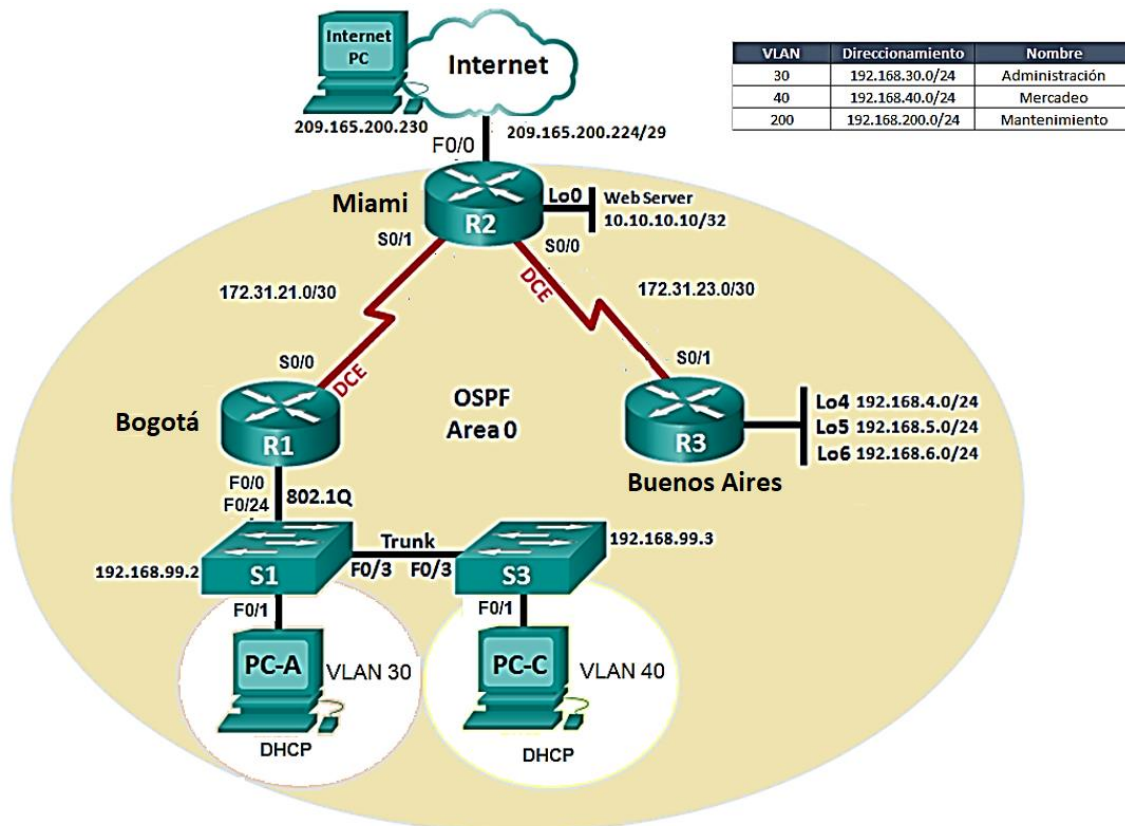 Internet
PC
Internet
209.165.200.230
209.165.200.224/29
F0/0
VLAN Direccionamiento Nombre
30 192.168.30.0/24 Administración
40 192.168.40.0/24 Mercadeo
200 192.168.200.0/24 Mantenimiento
Miami
R2
Lo0
Web Server
10.10.10.10/32
S0/1
S0/0
DCE
172.31.21.0/30
172.31.23.0/30
S0/0
DCE
S0/1
OSPF
Area 0
Bogotá
R1
R3
Buenos Aires
Lo4 192.168.4.0/24
Lo5 192.168.5.0/24
Lo6 192.168.6.0/24
F0/0
F0/24
802.1Q
Trunk
F0/3 F0/3
192.168.99.2
S1
S3
192.168.99.3
F0/1
F0/1
PC-A
VLAN 30
DHCP
PC-C
VLAN 40
DHCP